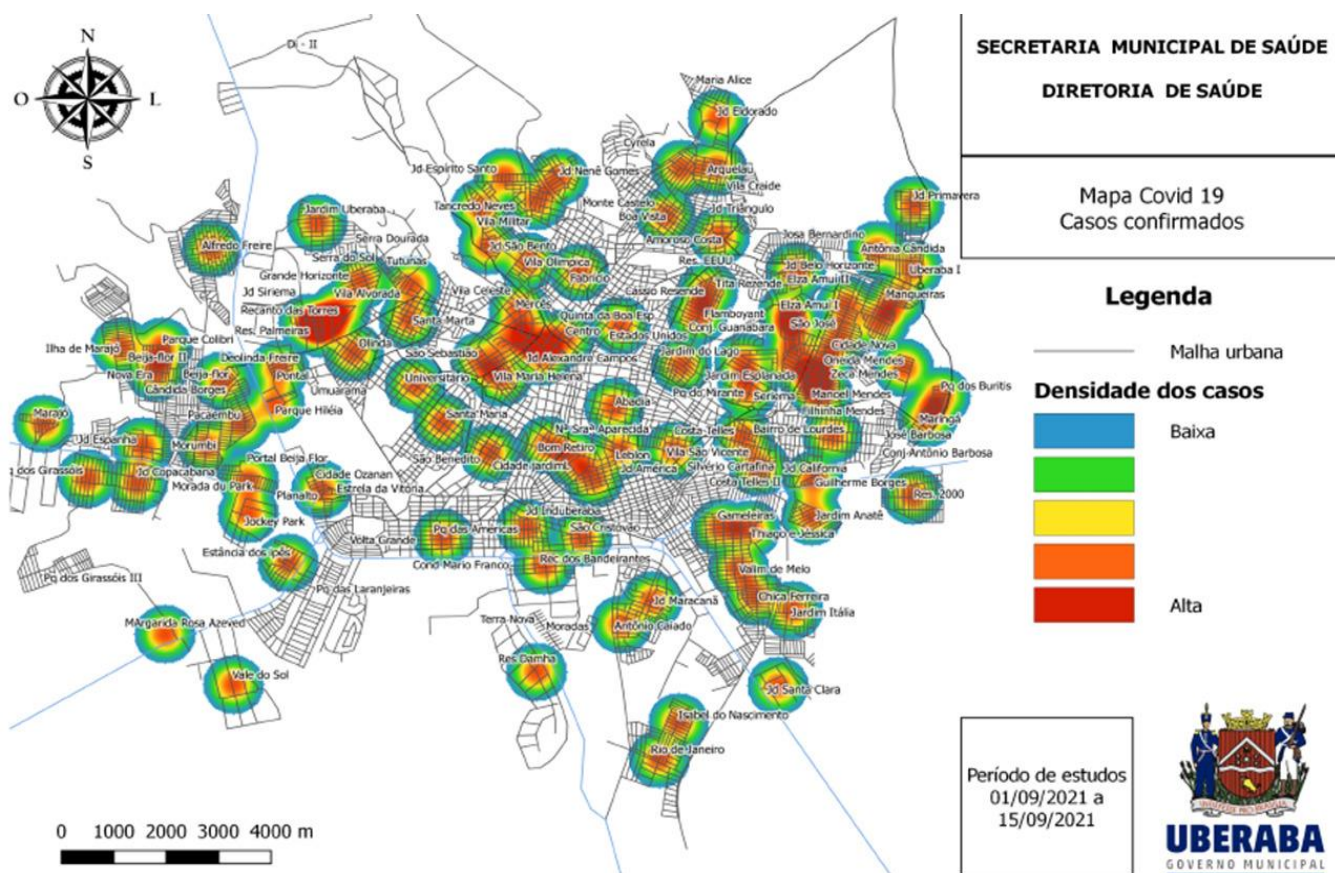 N
O
L
S
Di - II
Maria Alice
Jd Eldorado
Cyrela
Jd Espírito Santo
Jd Nenê Gomes
Arquelau
Vila Craide
Tancredo Neves
Monte Castelo
Boa Vista
Jd Triângulo
Jd Primavera
Jardim Uberaba
Vila Militar
Amoroso Costa
Josa Bernardino
Alfredo Freire
Serra Dourada
Jd São Bento
Antônia Cândida
Serra do Sol
Tutunas
Vila Olimpica
Res. EEUU
Jd Belo Horizonte
Uberaba I
Grande Horizonte
Fabricio
Tita Rezende
Elza Amui II
Jd Siriema
Vila Alvorada
Vila Celeste
Cassio Resende
Mangueiras
Recanto das Torres
Mercês
Quinta da Boa Esp.
Flamboyant
Elza Amui I
Santa Marta
Centro
Estados Unidos
Conj. Guanabara
São José
Res. Palmeiras
Parque Colibri
Ilha de Marajó
Olinda
São Sebastião
Jd Alexandre Campos
Jardim do Lago
Cidade Nova
Beija-flor II
Deolinda Freire
Oneida Mendes
Nova Era
Beija-flor
Pontal
Umuarama
Universitário
Vila Maria Helena
Jardim Esplanada
Zeca Mendes
Cândida Borges
Pq do Mirante
Seriema
Manoel Mendes
Pq dos Buritis
Marajó
Pacaembu
Parque Hiléia
Santa Maria
Abadia
Filhinha Mendes
Maringá
Jd Espanha
Morumbi
Nª Srª Aparecida
Costa Telles
Bairro de Lourdes
José Barbosa
Bom Retiro
Leblon
Vila São Vicente
Conj Antônio Barbosa
São Benedito
Cidade Jardim
Jd América
Silvério Cartafina
Jd California
q dos Girassóis
Jd Copacabana
Portal Beija Flor
Cidade Ozanan
Costa Telles II
Guilherme Borges
Morada du Park
Planalto
Estrela da Vitória
Res. 2000
Jockey Park
Jd Induberaba
Gameleiras
Jardim Anatê
Pq das Américas
São Cristovão
Thiago e Jéssica
Volta Grande
Estância dos ipês
Cond Mario Franco
Rec dos Bandeirantes
Valim de Melo
Pq dos Girassóis III
Pq das Laranjeiras
Chica Ferreira
Jd Maracanã
Jardim Itália
MArgarida Rosa Azeved
Terra Nova
Moradas
Antônio Caiado
Res Damha
Vale do Sol
Jd Santa Clara
Isabel do Nascimento
Rio de Janeiro
0 1000 2000 3000 4000 m
SECRETARIA MUNICIPAL DE SAÚDE
DIRETORIA DE SAÚDE
Mapa Covid 19
Casos confirmados
Legenda
Malha urbana
Densidade dos casos
Baixa
Alta
Período de estudos
01/09/2021 a
15/09/2021
UBERABA
GOVERNO MUNICIPAL